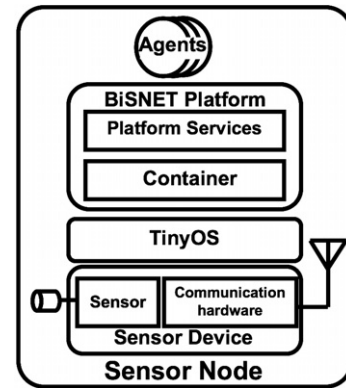 Agents
BiSNET Platform
Platform Services
Container
TinyOS
Sensor
Communication
hardware
Sensor Device
Sensor Node